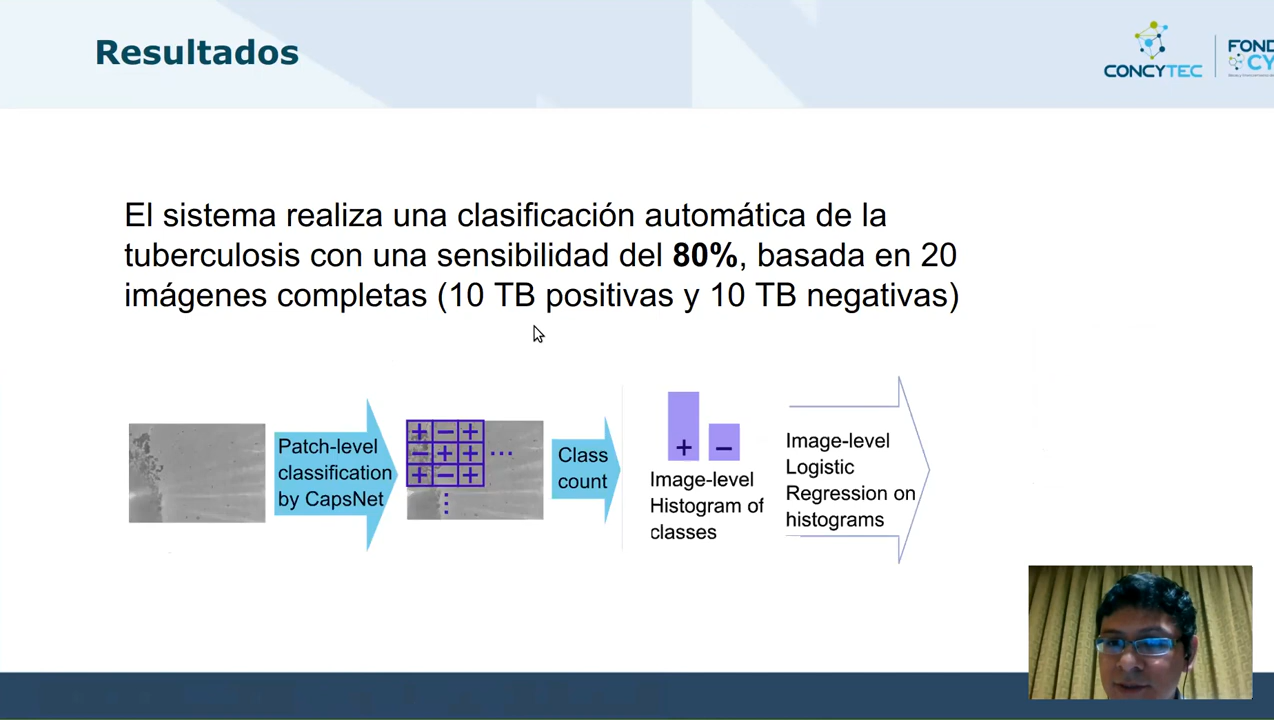 Resultados
CONCYTEC
FOND
CY
El sistema realiza una clasificación automática de la
tuberculosis con una sensibilidad del 80%, basada en 20
imágenes completas (10 TB positivas y 10 TB negativas)
Patch-level
classification
by CapsNet
+ − +
− + +
+ − +
...
Class
count
+ −
Image-level
Histogram of
classes
Image-level
Logistic
Regression on
histograms